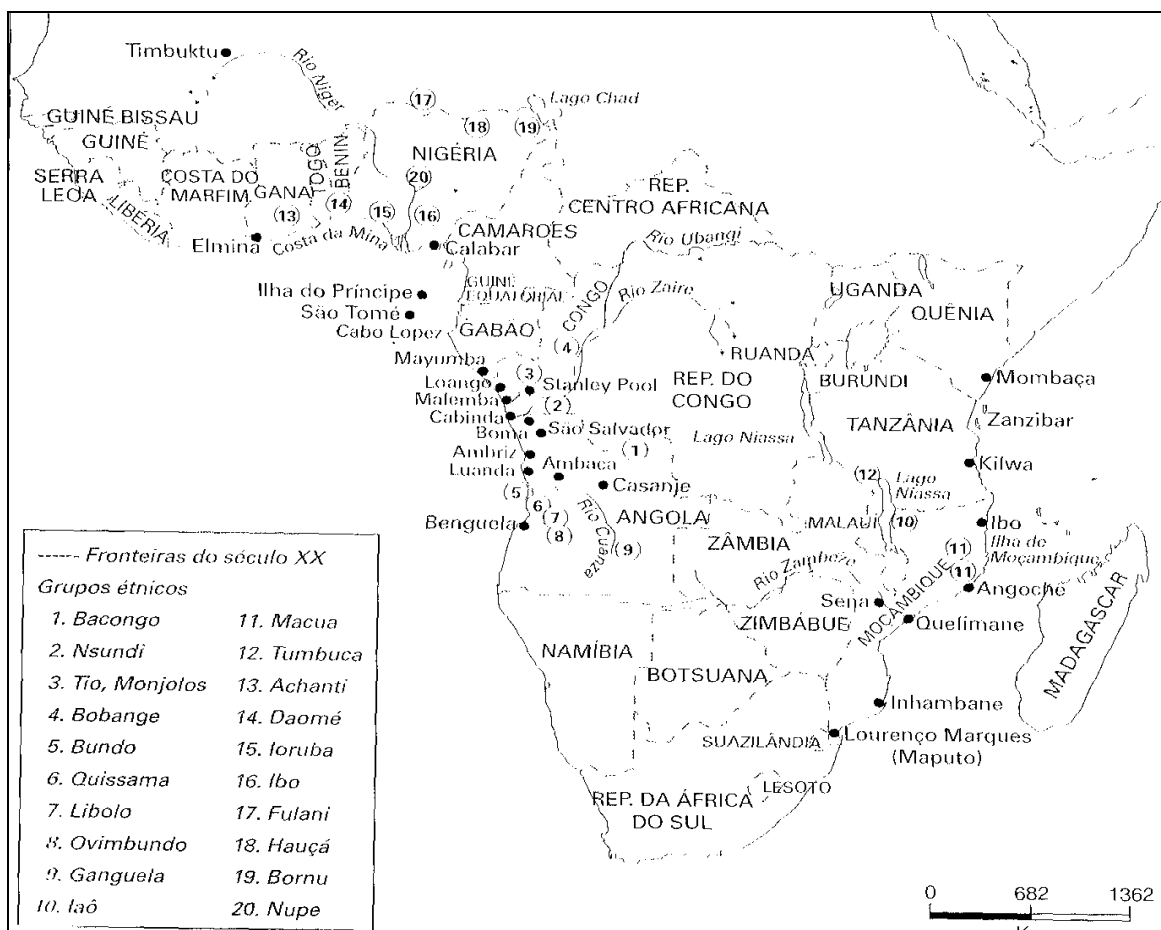 Timbuktu
Rio Niger
Lago Chad
(17)
(18)
(19)
GUINÉ BISSAU
GUINÉ
NIGÉRIA
SERRA
LEOA
LIBÉRIA
COSTA DO
MARFIM
GANA
TOGO
BENIN
(20)
(13)
(14)
(15)
(16)
REP.
CENTRO AFRICANA
CAMARÕES
Elmina
Costa da Mina
Calabar
Rio Ubangi
Ilha do Príncipe
GUINÉ
EQUATORIAL
CONGO
Rio Zaire
UGANDA
QUÊNIA
São Tomé
Cabo Lopez
GABÃO
(4)
RUANDA
Mayumba
(3)
Stanley Pool
REP. DO
CONGO
BURUNDI
Mombaça
Loango
Malemba
(2)
TANZÂNIA
Zanzibar
Cabinda
Boma
São Salvador
(1)
Lago Niassa
Ambriz
Luanda
Ambaca
Kilwa
(5)
Casanje
(12)
Lago
Niassa
(6)
(7)
(8)
Rio Cuanza
(9)
ANGOLA
Benguela
MALAUI
(10)
Ibo
Ilha de
Moçambique
ZÂMBIA
(11)
(11)
Rio Zambeze
Angoche
Sena
MOÇAMBIQUE
Quelimane
ZIMBÁBUE
MADAGASCAR
NAMÍBIA
BOTSUANA
Inhambane
SUAZILÂNDIA
Lourenço Marques
(Maputo)
LESOTO
REP. DA ÁFRICA
DO SUL
------ Fronteiras do século XX
Grupos étnicos
1. Bacongo
2. Nsundi
3. Tio, Monjolos
4. Bobange
5. Bundo
6. Quissama
7. Libolo
8. Ovimbundo
9. Ganguela
10. Iaô
11. Macua
12. Tumbuca
13. Achanti
14. Daomé
15. Ioruba
16. Ibo
17. Fulani
18. Hauçá
19. Bornu
20. Nupe
0 682 1362